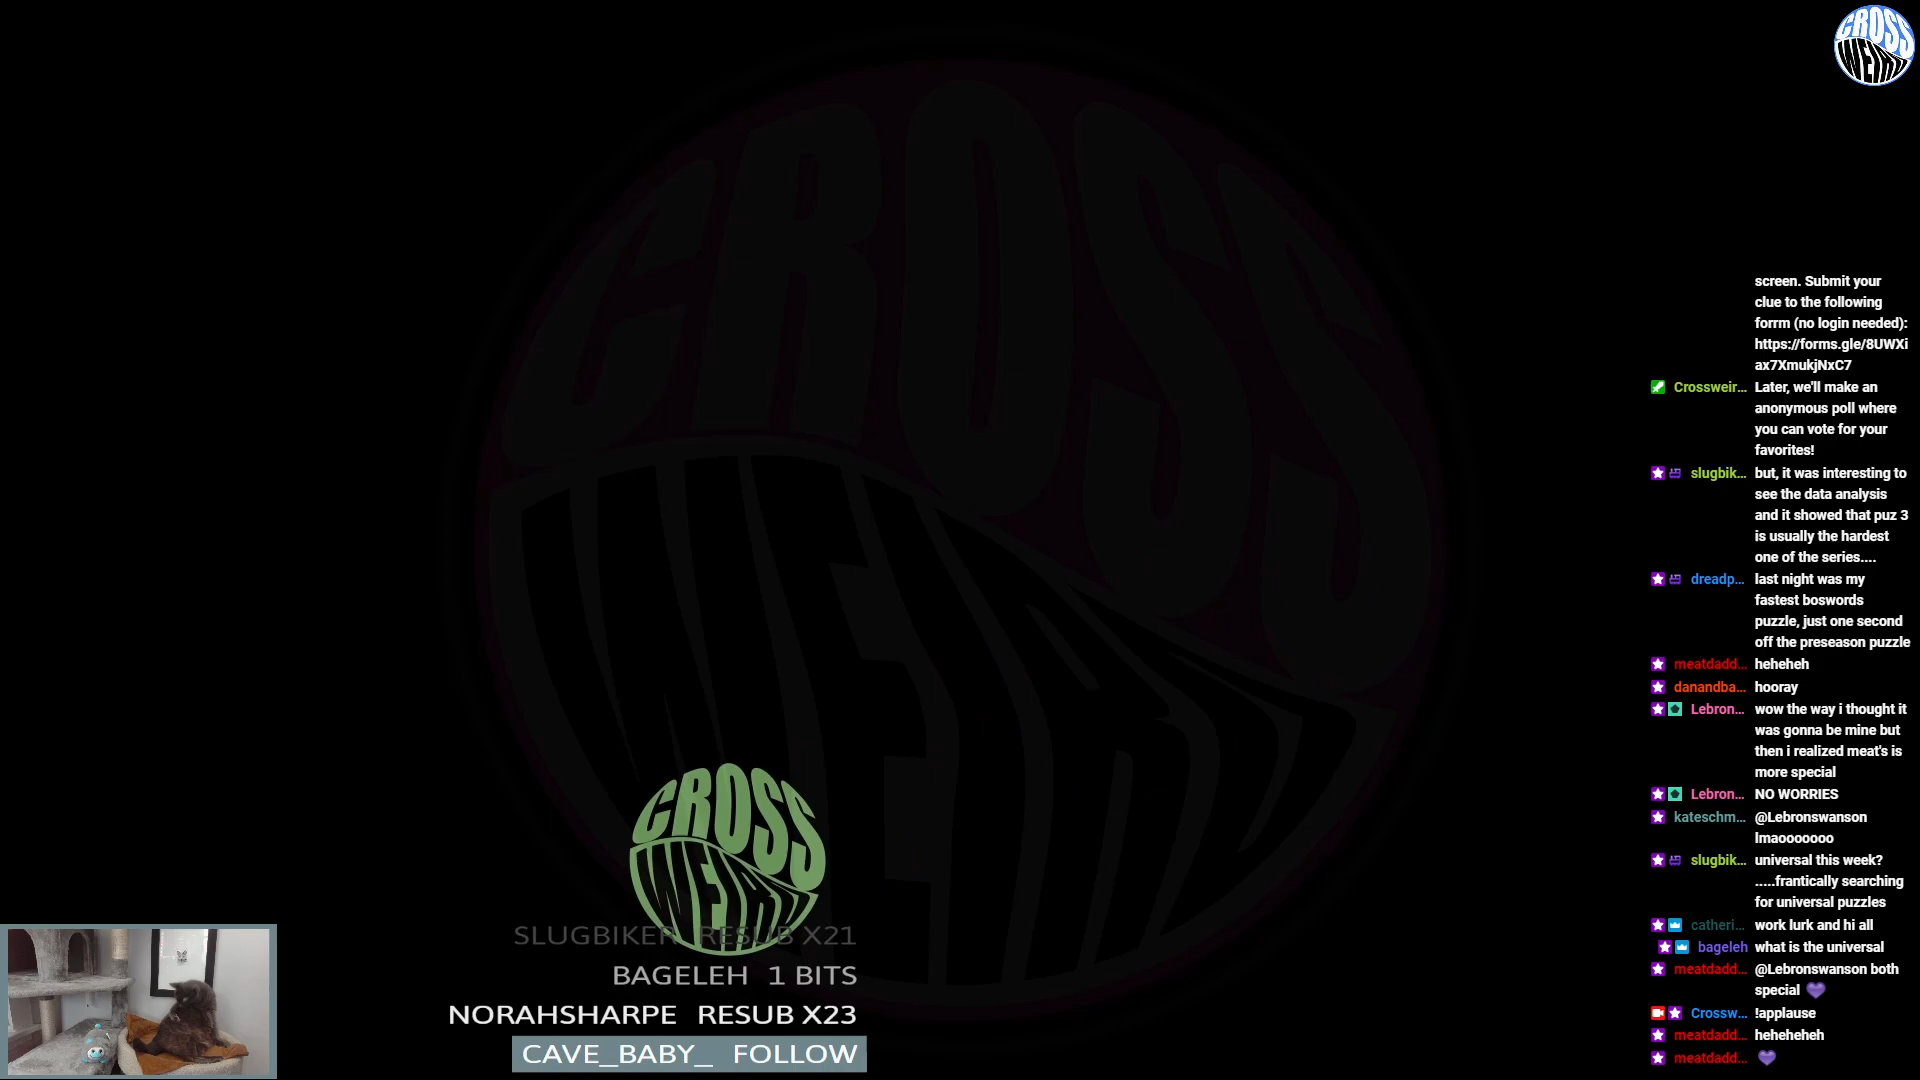 CROSS
WEIRD
CROSS
WEIRD
screen. Submit your
clue to the following
forrm (no login needed):
https://forms.gle/8UWXi
ax7XmukjNxC7
Crossweir... Later, we'll make an
anonymous poll where
you can vote for your
favorites!
slugbik... but, it was interesting to
see the data analysis
and it showed that puz 3
is usually the hardest
one of the series....
dreadp... last night was my
fastest boswords
puzzle, just one second
off the preseason puzzle
meatdadd... heheheh
danandba... hooray
Lebron... wow the way i thought it
was gonna be mine but
then i realized meat's is
more special
Lebron... NO WORRIES
kateschm... @Lebronswanson
lmaooooooo
slugbik... universal this week?
.....frantically searching
for universal puzzles
catheri... work lurk and hi all
bageleh what is the universal
meatdadd... @Lebronswanson both
special 💜
Crossw... !applause
meatdadd... heheheheh
meatdadd... 💜
CROSS
WEIRD
SLUGBIKER RESUB X21
BAGELEH 1 BITS
NORAHSHARPE RESUB X23
CAVE_BABY_ FOLLOW